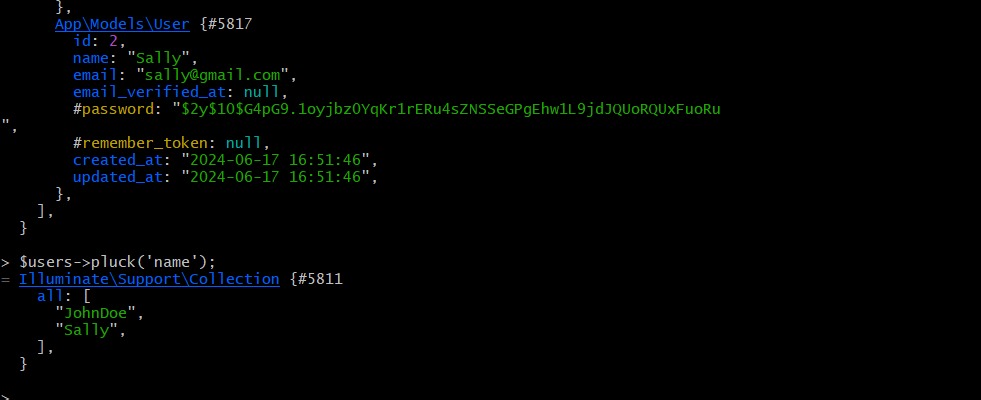 },
App\Models\User {#5817
id: 2,
name: "Sally",
email: "sally@gmail.com",
email_verified_at: null,
#password: "$2y$10$G4pG9.1oyjbzOYqKr1rERu4sZNSSeGPgEhw1L9jdJQUoRQUxFuoRu
",
#remember_token: null,
created_at: "2024-06-17 16:51:46",
updated_at: "2024-06-17 16:51:46",
},
],
}
> $users->pluck('name');
= Illuminate\Support\Collection {#5811
all: [
"JohnDoe",
"Sally",
],
}
>